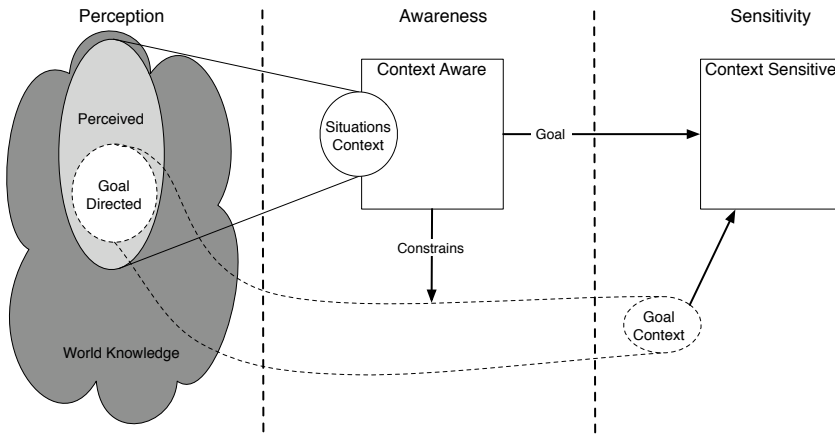 Perception
Awareness
Sensitivity
Context Aware
Context Sensitive
Perceived
Situations
Context
Goal
Goal
Directed
Constrains
Goal
Context
World Knowledge